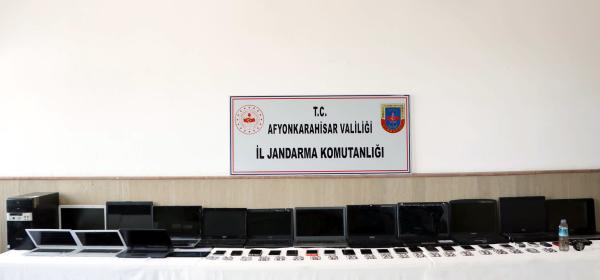 T.C.
AFYONKARAHİSAR VALİLİĞİ
İL JANDARMA KOMUTANLIĞI